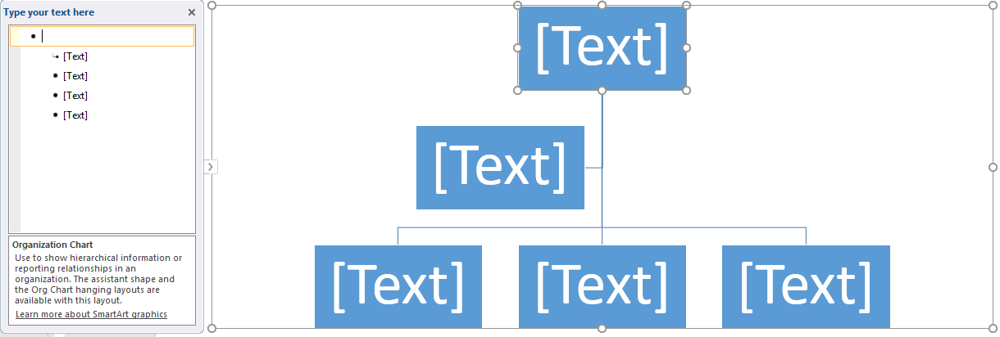 Type your text here
[Text]
[Text]
[Text]
[Text]
Organization Chart
Use to show hierarchical information or
reporting relationships in an
organization. The assistant shape and
the Org Chart hanging layouts are
available with this layout.
Learn more about SmartArt graphics
[Text]
[Text]
[Text] [Text] [Text]